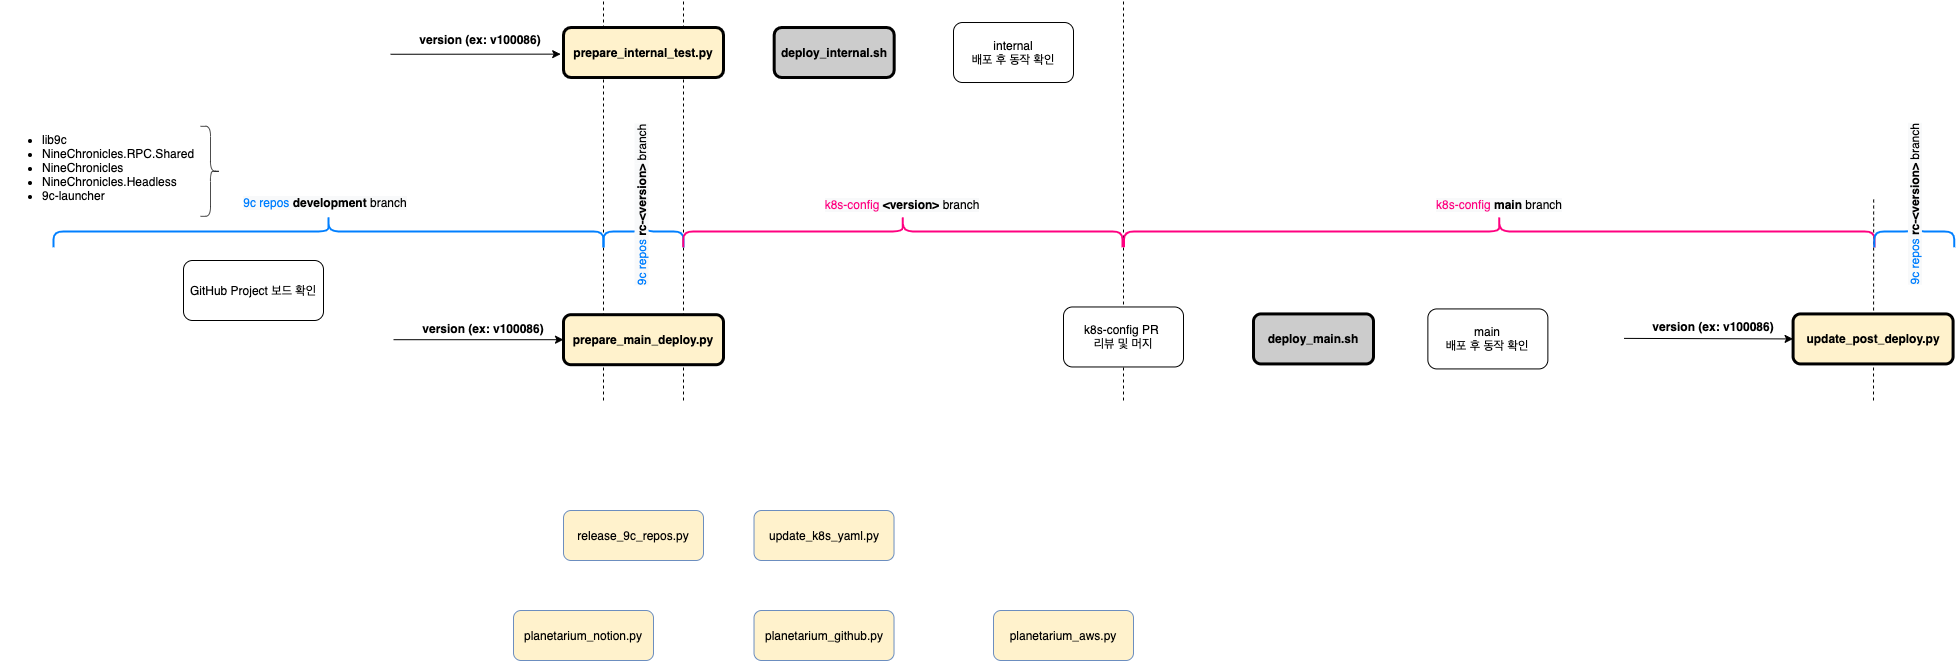 version (ex: v100086)
prepare_internal_test.py
deploy_internal.sh
internal
배포 후 동작 확인
lib9c
NineChronicles.RPC.Shared
NineChronicles
NineChronicles.Headless
9c-launcher
9c repos development branch
9c repos rc-<version> branch
k8s-config <version> branch
k8s-config main branch
9c repos rc-<version> branch
GitHub Project 보드 확인
version (ex: v100086)
prepare_main_deploy.py
k8s-config PR
리뷰 및 머지
deploy_main.sh
main
배포 후 동작 확인
version (ex: v100086)
update_post_deploy.py
release_9c_repos.py
update_k8s_yaml.py
planetarium_notion.py
planetarium_github.py
planetarium_aws.py